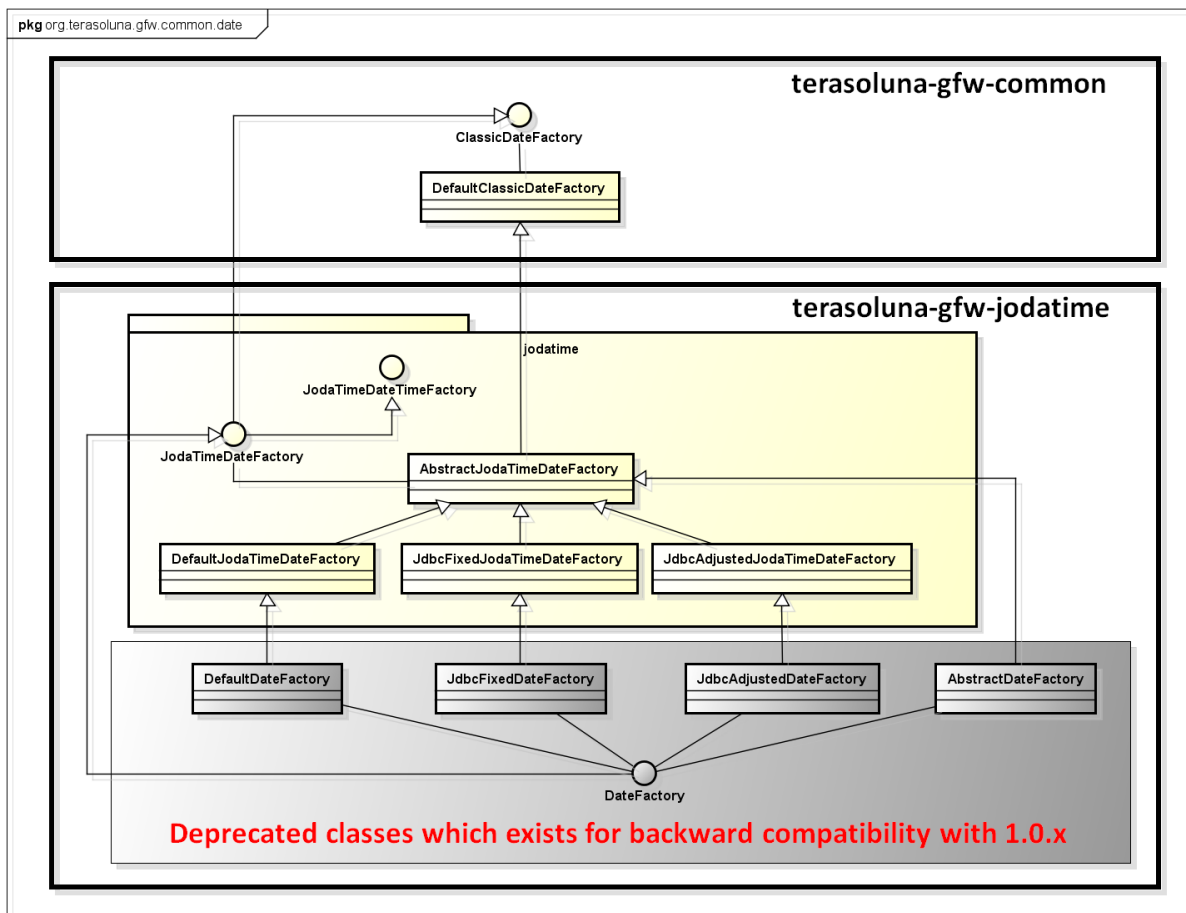 pkg org.terasoluna.gfw.common.date
terasoluna-gfw-common
ClassicDateFactory
DefaultClassicDateFactory
terasoluna-gfw-jodatime
jodatime
JodaTimeDateTimeFactory
JodaTimeDateFactory
AbstractJodaTimeDateFactory
DefaultJodaTimeDateFactory
JdbcFixedJodaTimeDateFactory
JdbcAdjustedJodaTimeDateFactory
DefaultDateFactory
JdbcFixedDateFactory
JdbcAdjustedDateFactory
AbstractDateFactory
DateFactory
Deprecated classes which exists for backward compatibility with 1.0.x